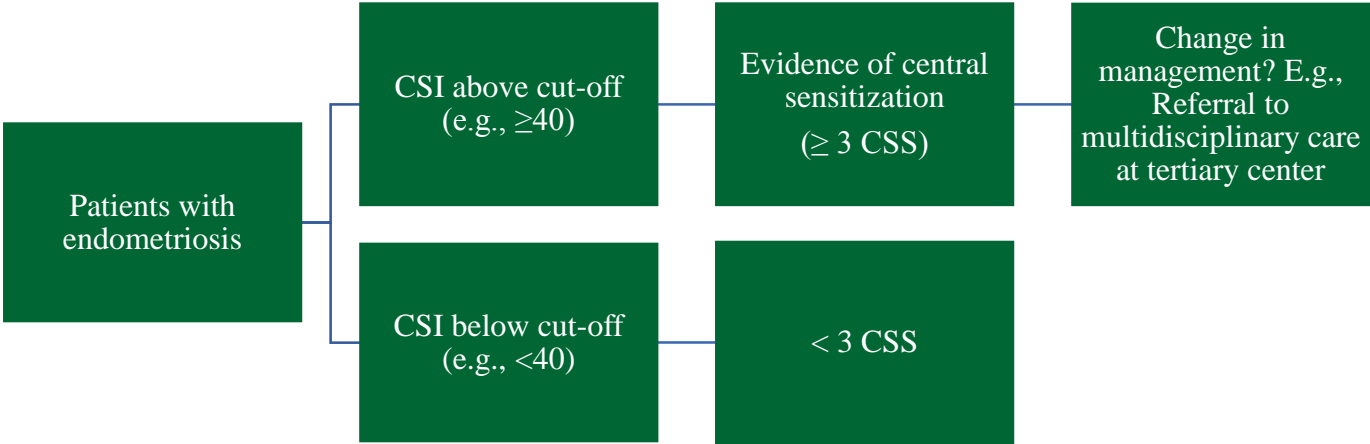 Patients with
endometriosis
CSI above cut-off
(e.g., ≥40)
Evidence of central
sensitization
(≥ 3 CSS)
Change in
management? E.g.,
Referral to
multidisciplinary care
at tertiary center
CSI below cut-off
(e.g., <40)
< 3 CSS